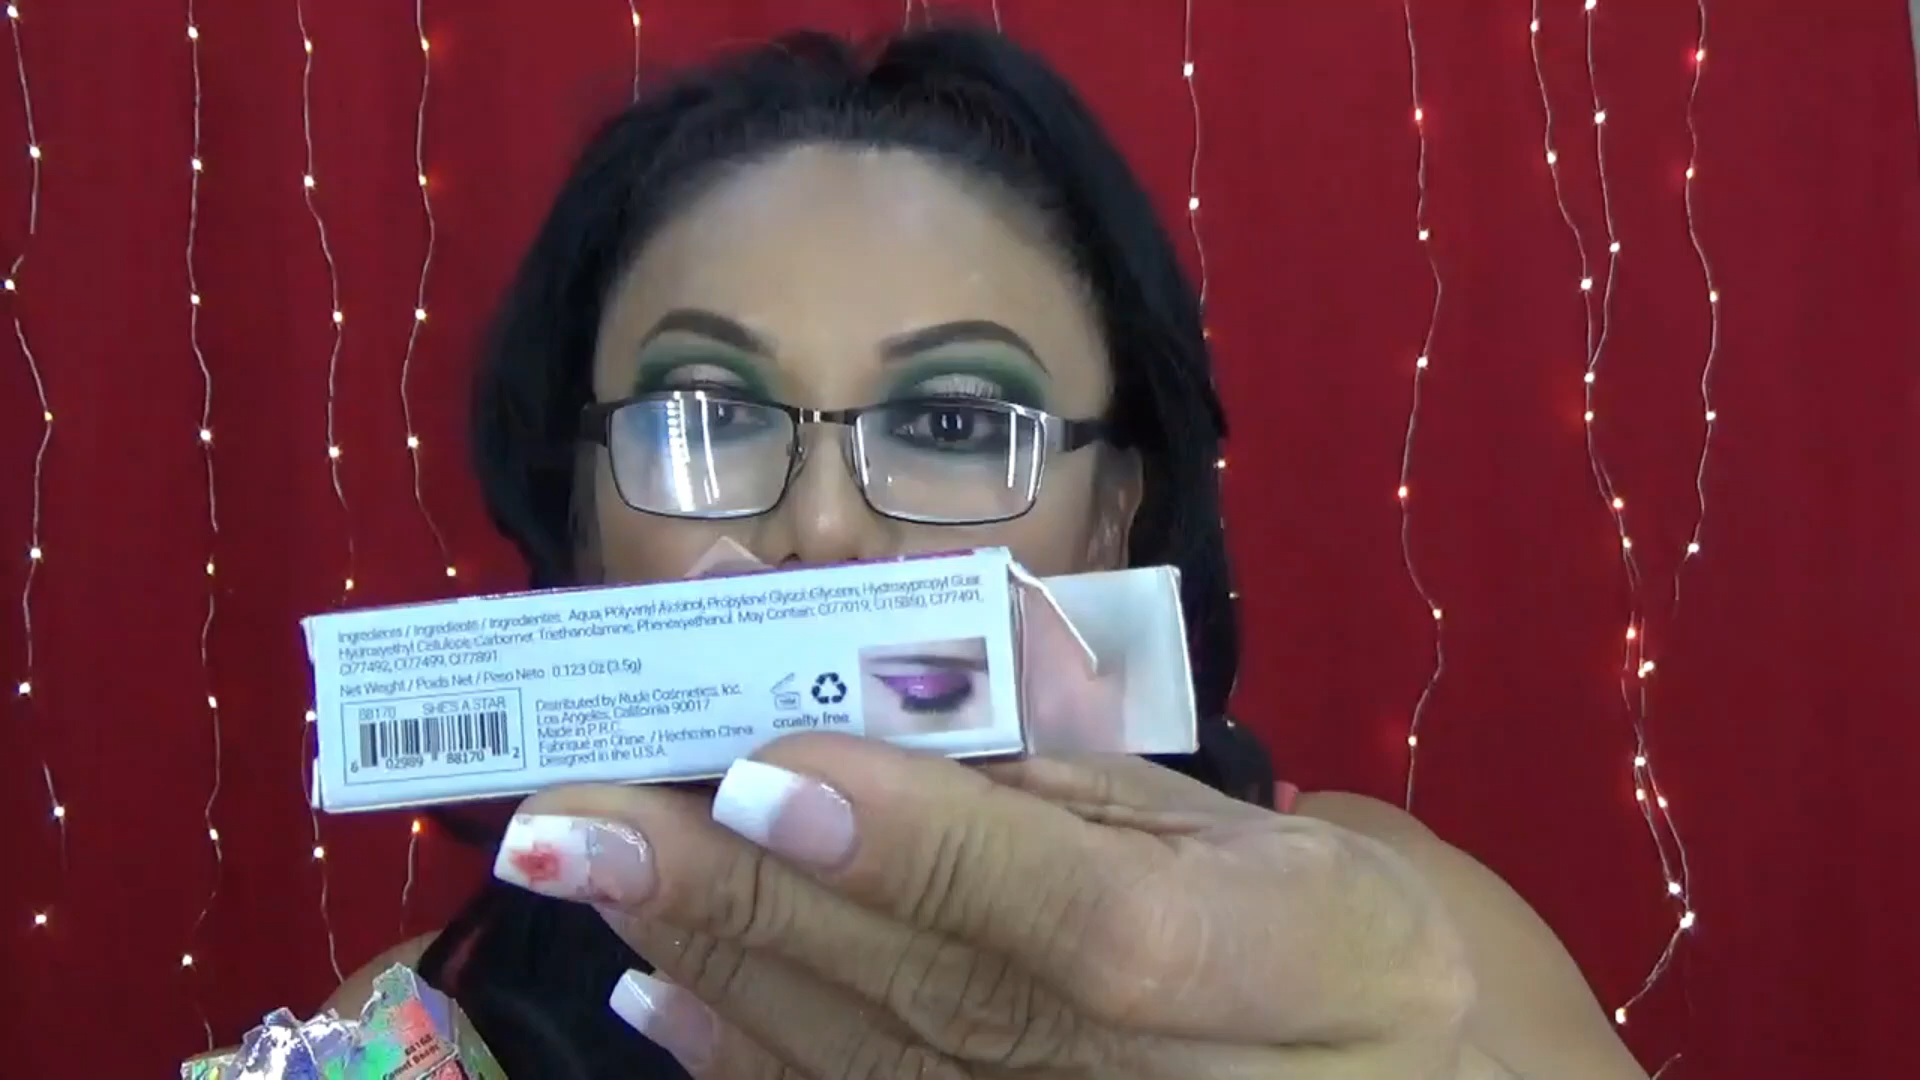 Ingredients / Ingredients / Ingredientes. Aqua, Polyvinyl Alcohol, Propylene Glycol, Glycerin, Hydroxypropyl Guar,
Hydroxyethyl Cellulose, Carbomer, Triethanolamine, Phenoxyethenol. May Contain: CI77019, CI15850, CI77491,
CI77492, CI77499, CI77891
Net Weight / Poids Net / Peso Neto : 0.123 Oz (3.5g)
88170 SHE'S A STAR
6 02989 88170 2
Distributed by Rude Cosmetics, Inc.
Los Angeles, California 90017
Made in P.R.C.
Fabriqué en Chine. / Hecho en China.
Designed in the U.S.A.
cruelty free
88168